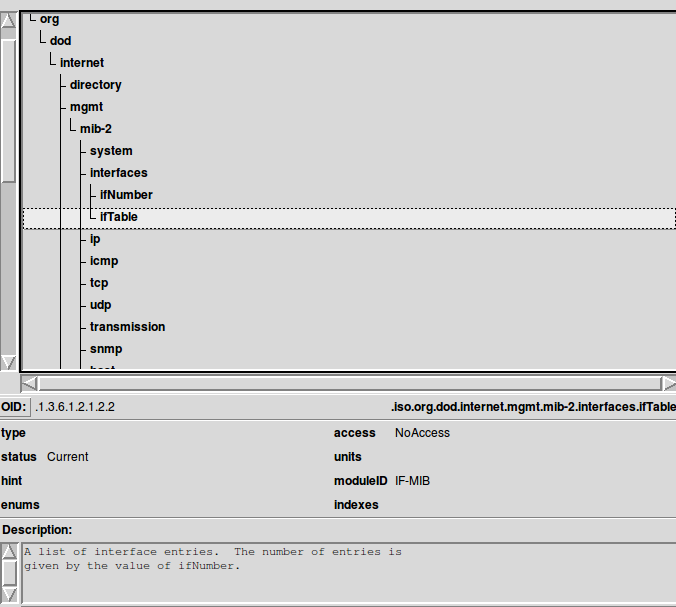 org
dod
internet
directory
mgmt
mib-2
system
interfaces
ifNumber
ifTable
ip
icmp
tcp
udp
transmission
snmp
OID: .1.3.6.1.2.1.2.2 .iso.org.dod.internet.mgmt.mib-2.interfaces.ifTable
type access NoAccess
status Current units
hint moduleID IF-MIB
enums indexes
Description:
A list of interface entries. The number of entries is
given by the value of ifNumber.